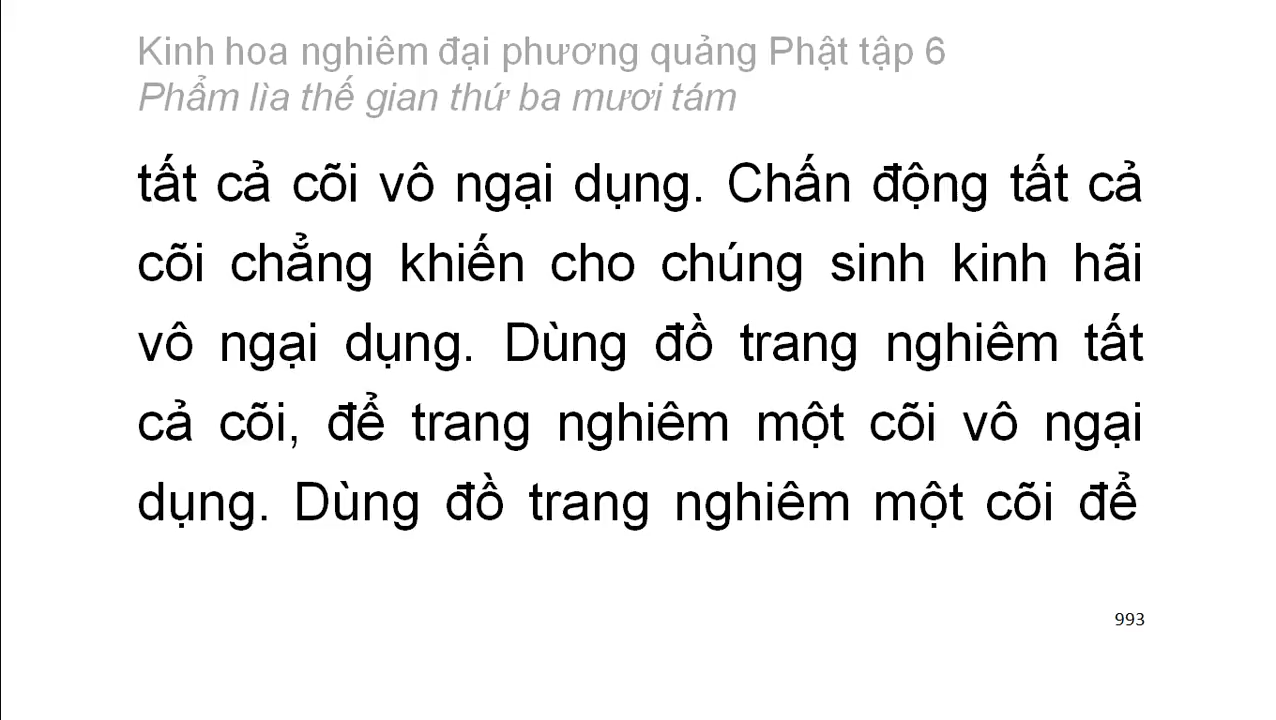 Kinh hoa nghiêm đại phương quảng Phật tập 6
Phẩm lìa thế gian thứ ba mươi tám
tất cả cõi vô ngại dụng. Chấn động tất cả
cõi chẳng khiến cho chúng sinh kinh hãi
vô ngại dụng. Dùng đồ trang nghiêm tất
cả cõi, để trang nghiêm một cõi vô ngại
dụng. Dùng đồ trang nghiêm một cõi để
993